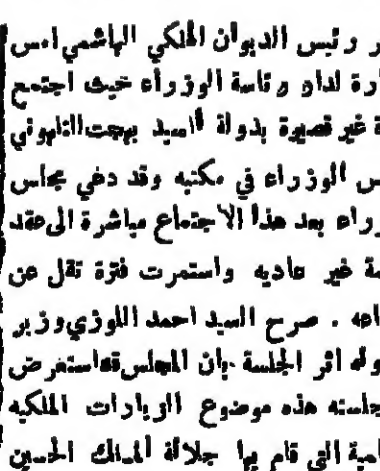 ر رئيس الديوان الملكي الهاشمي امس
ارة لدار رئاسة الوزراء حيث اجتمع
ة غير قصيرة بدولة السيد بهجت التلهوني
س الوزراء في مكتبه وقد دعي مجلس
زراء بعد هذا الاجتماع مباشرة الى عقد
سة غير عاديه واستمرت فترة تقل عن
اعه . صرح السيد احمد اللوزي وزير
وله اثر الجلسة بان المجلس قد استعرض
جلسته هذه موضوع الزيارات الملكيه
امية التي قام بها جلالة الملك الحسين